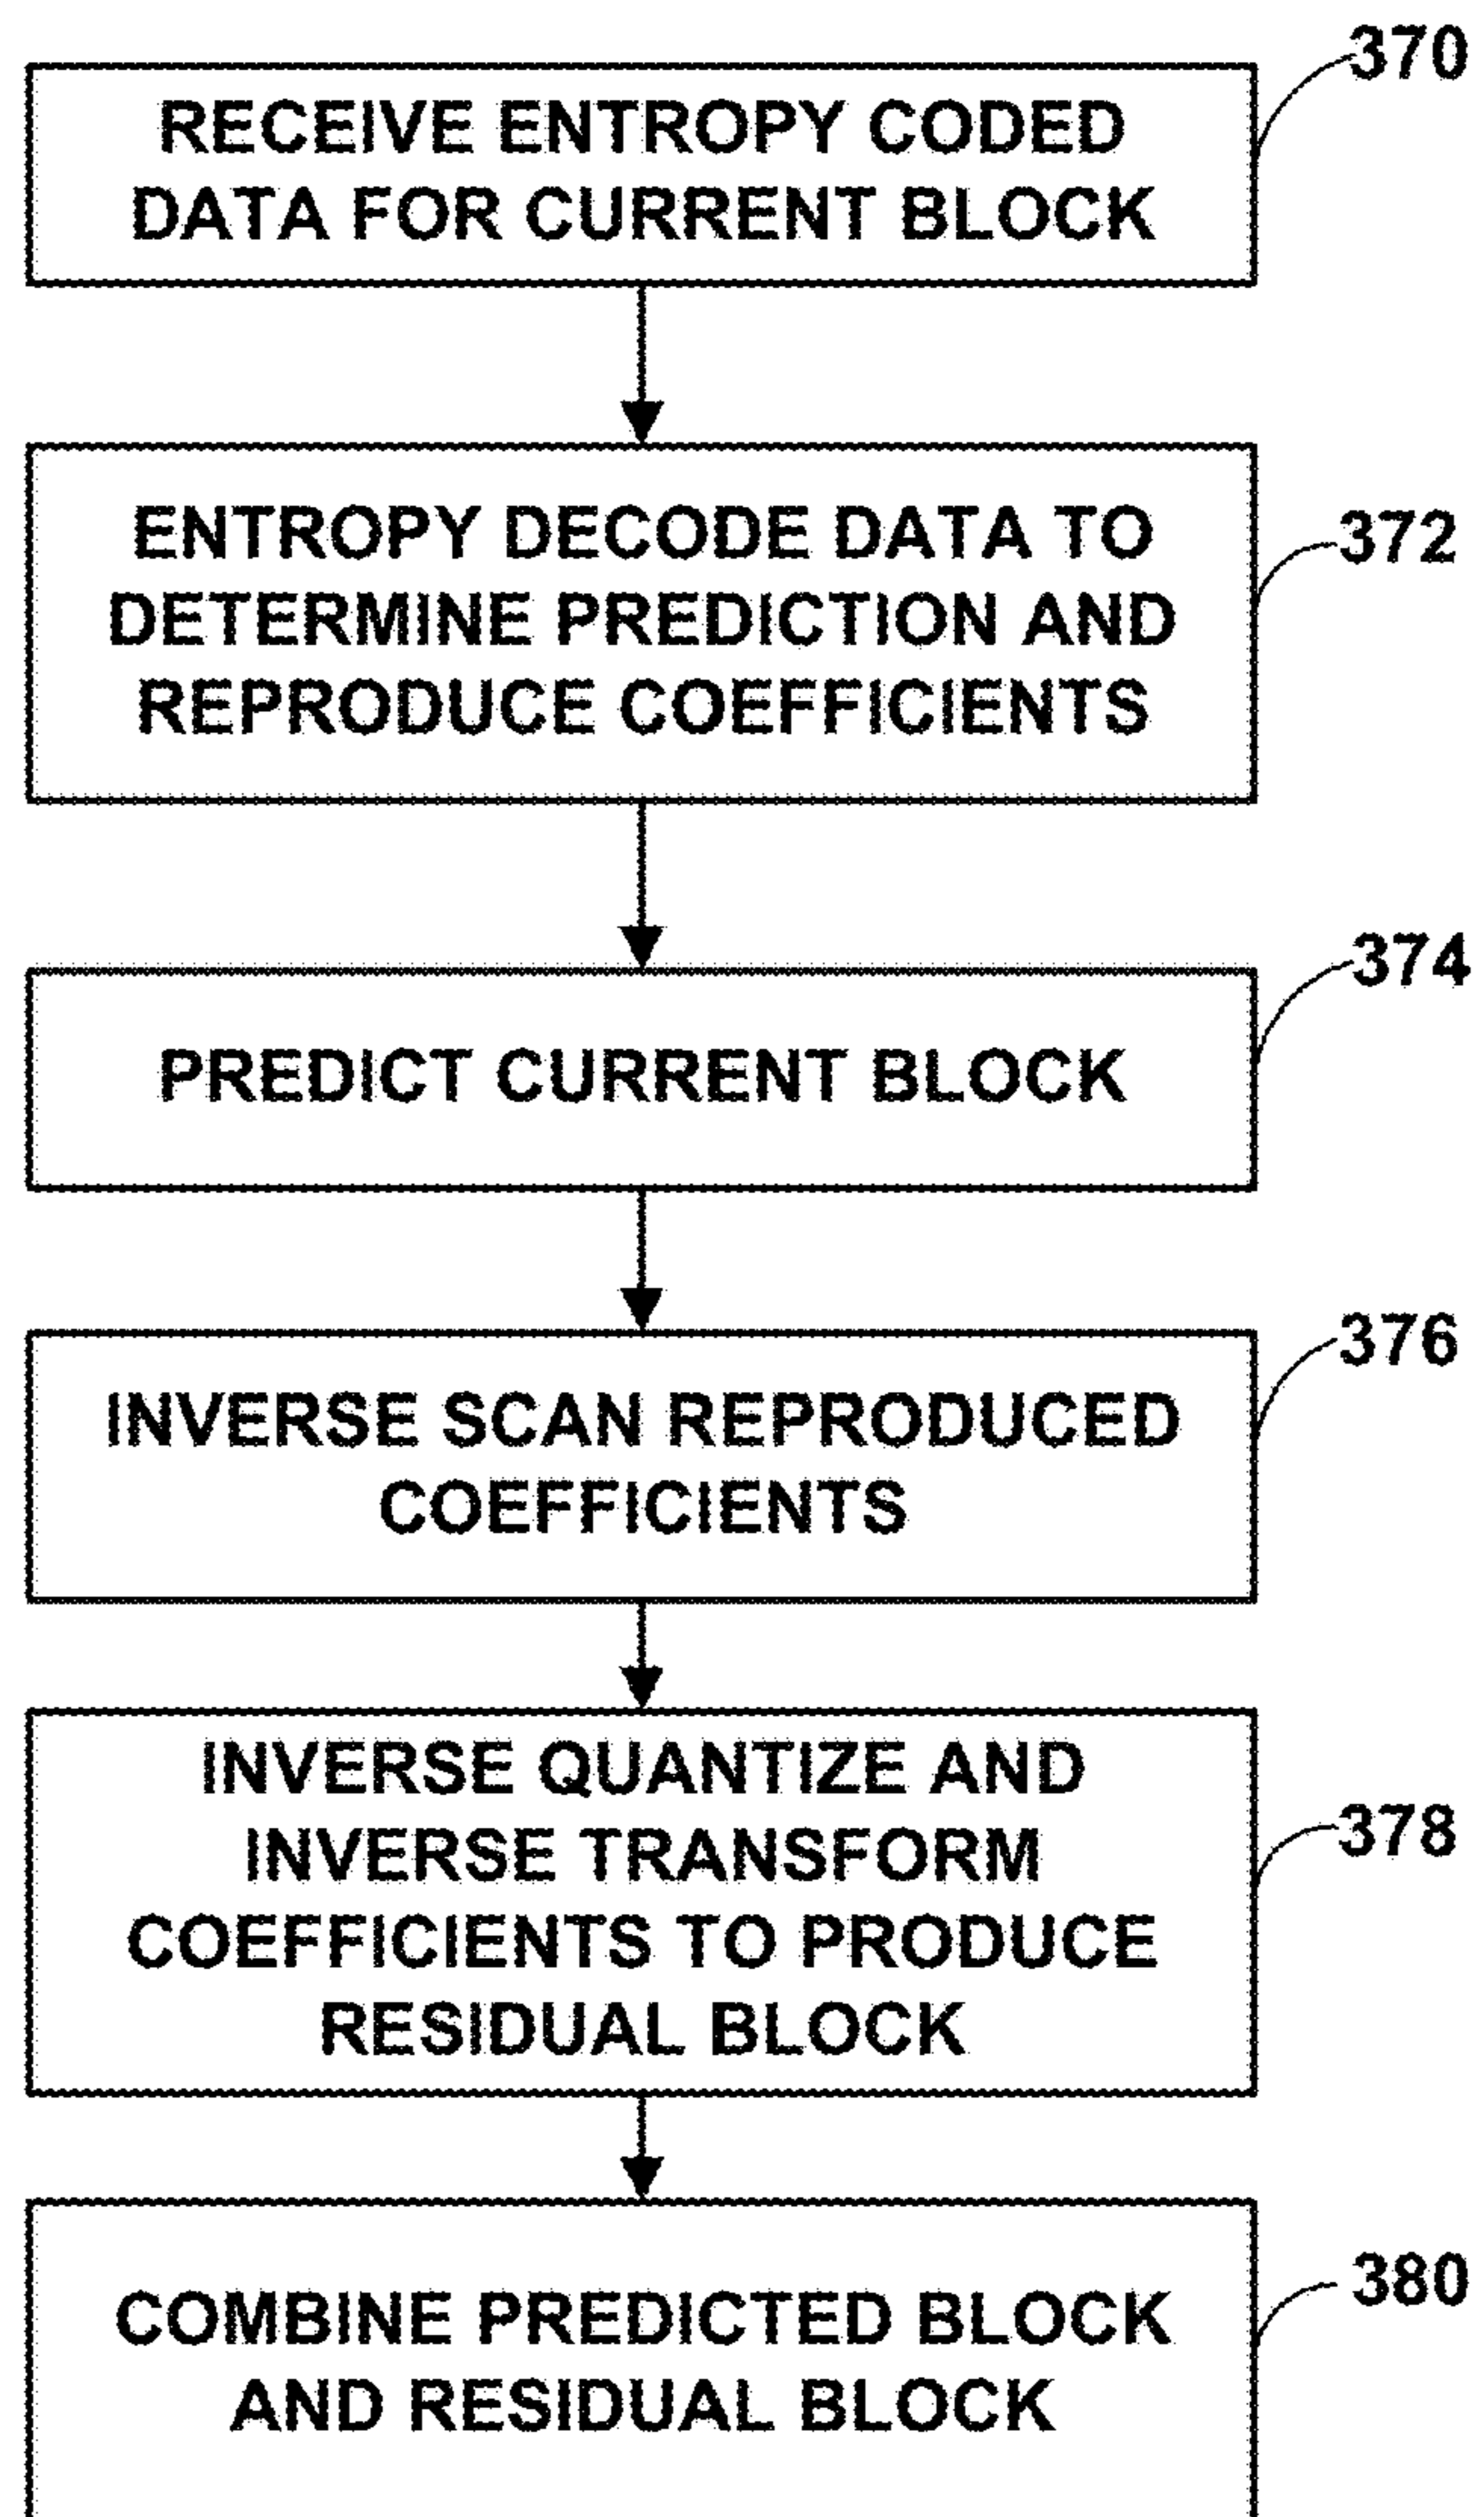 370
RECEIVE ENTROPY CODED
DATA FOR CURRENT BLOCK
372
ENTROPY DECODE DATA TO
DETERMINE PREDICTION AND
REPRODUCE COEFFICIENTS
374
PREDICT CURRENT BLOCK
376
INVERSE SCAN REPRODUCED
COEFFICIENTS
378
INVERSE QUANTIZE AND
INVERSE TRANSFORM
COEFFICIENTS TO PRODUCE
RESIDUAL BLOCK
380
COMBINE PREDICTED BLOCK
AND RESIDUAL BLOCK